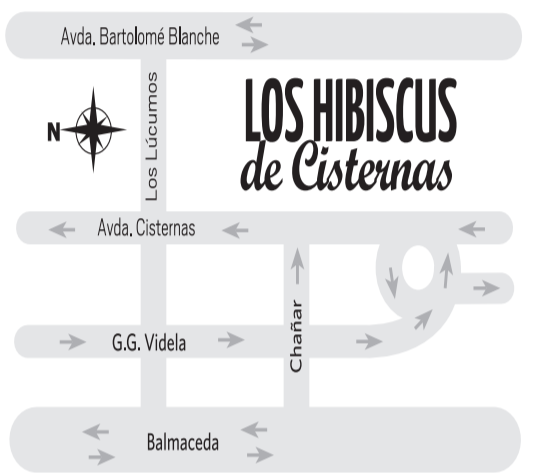 Avda. Bartolomé Blanche
Los Lúcumos
N
LOS HIBISCUS
de Cisternas
Avda. Cisternas
Chañar
G.G. Videla
Balmaceda